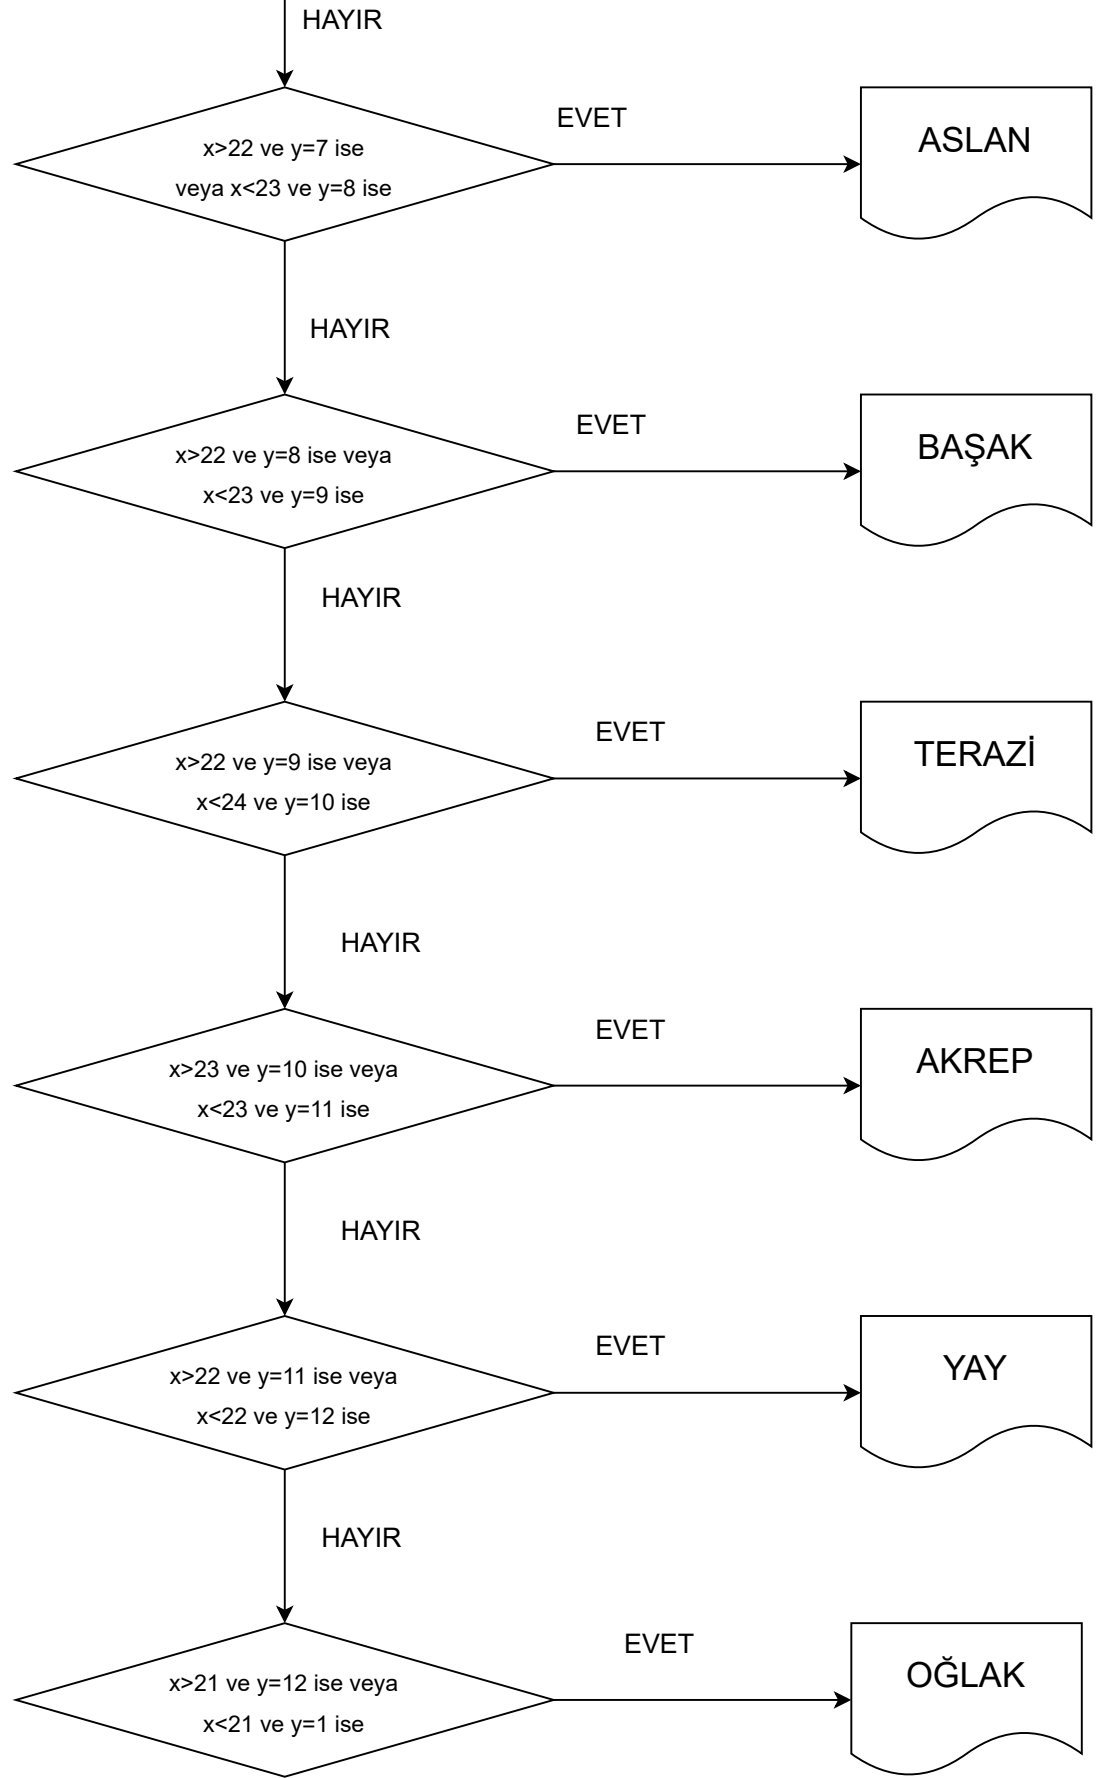 HAYIR
EVET
x>22 ve y=7 ise
veya x<23 ve y=8 ise
ASLAN
HAYIR
EVET
x>22 ve y=8 ise veya
x<23 ve y=9 ise
BAŞAK
HAYIR
EVET
x>22 ve y=9 ise veya
x<24 ve y=10 ise
TERAZİ
HAYIR
EVET
x>23 ve y=10 ise veya
x<23 ve y=11 ise
AKREP
HAYIR
EVET
x>22 ve y=11 ise veya
x<22 ve y=12 ise
YAY
HAYIR
EVET
x>21 ve y=12 ise veya
x<21 ve y=1 ise
OĞLAK